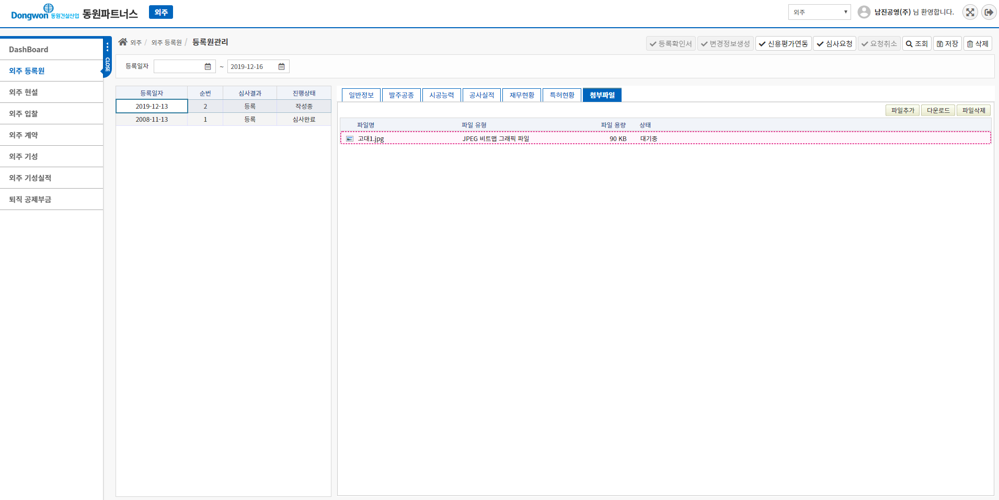 Dongwon 동원건설산업 동원파트너스 외주
외주 남진공영(주) 님 환영합니다.
DashBoard
외주 등록원
외주 현설
외주 입찰
외주 계약
외주 기성
외주 기성실적
퇴직 공제부금
CLOSE
외주 / 외주 등록원 / 등록원관리
등록확인서 변경정보생성 신용평가연동 심사요청 요청취소 조회 저장 삭제
등록일자 ~ 2019-12-16
등록일자 순번 심사결과 진행상태
2019-12-13 2 등록 작성중
2008-11-13 1 등록 심사완료
일반정보 발주공종 시공능력 공사실적 재무현황 특허현황 첨부파일
파일추가 다운로드 파일삭제
파일명 파일 유형 파일 용량 상태
고대1.jpg JPEG 비트맵 그래픽 파일 90 KB 대기중